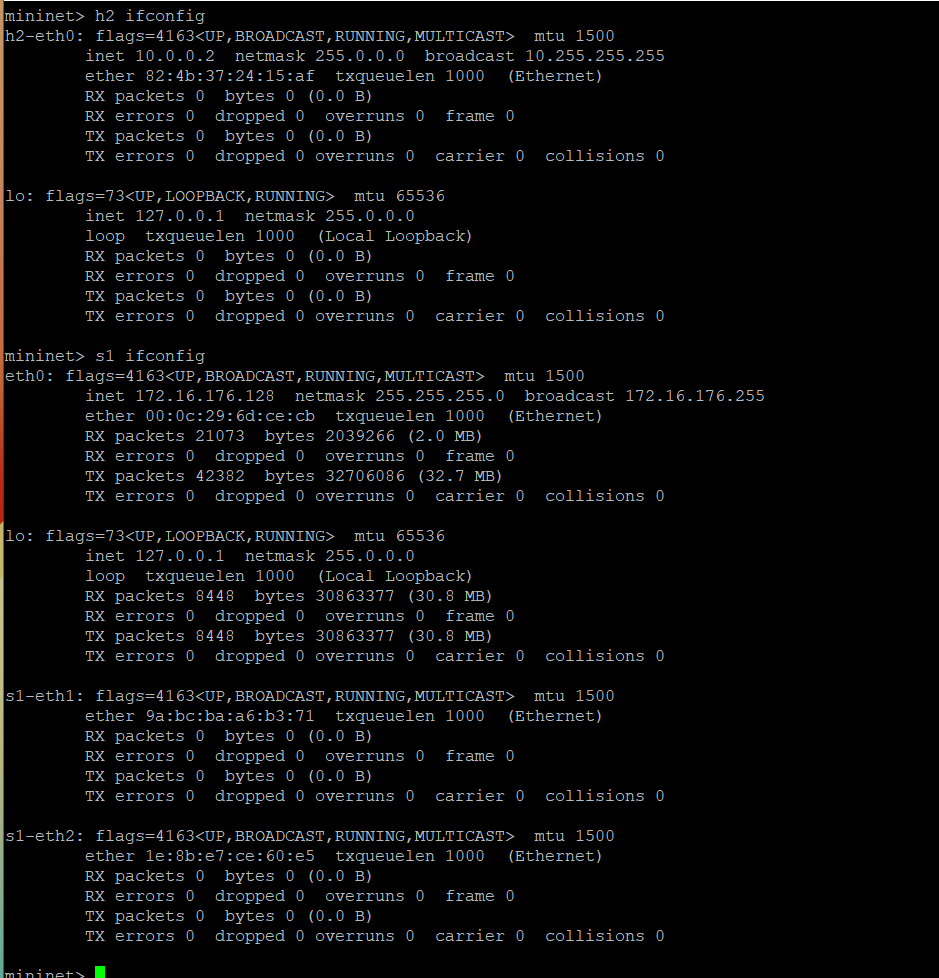 mininet> h2 ifconfig
h2-eth0: flags=4163<UP,BROADCAST,RUNNING,MULTICAST>  mtu 1500
        inet 10.0.0.2  netmask 255.0.0.0  broadcast 10.255.255.255
        ether 82:4b:37:24:15:af  txqueuelen 1000  (Ethernet)
        RX packets 0  bytes 0 (0.0 B)
        RX errors 0  dropped 0  overruns 0  frame 0
        TX packets 0  bytes 0 (0.0 B)
        TX errors 0  dropped 0 overruns 0  carrier 0  collisions 0

lo: flags=73<UP,LOOPBACK,RUNNING>  mtu 65536
        inet 127.0.0.1  netmask 255.0.0.0
        loop  txqueuelen 1000  (Local Loopback)
        RX packets 0  bytes 0 (0.0 B)
        RX errors 0  dropped 0  overruns 0  frame 0
        TX packets 0  bytes 0 (0.0 B)
        TX errors 0  dropped 0 overruns 0  carrier 0  collisions 0

mininet> s1 ifconfig
eth0: flags=4163<UP,BROADCAST,RUNNING,MULTICAST>  mtu 1500
        inet 172.16.176.128  netmask 255.255.255.0  broadcast 172.16.176.255
        ether 00:0c:29:6d:ce:cb  txqueuelen 1000  (Ethernet)
        RX packets 21073  bytes 2039266 (2.0 MB)
        RX errors 0  dropped 0  overruns 0  frame 0
        TX packets 42382  bytes 32706086 (32.7 MB)
        TX errors 0  dropped 0 overruns 0  carrier 0  collisions 0

lo: flags=73<UP,LOOPBACK,RUNNING>  mtu 65536
        inet 127.0.0.1  netmask 255.0.0.0
        loop  txqueuelen 1000  (Local Loopback)
        RX packets 8448  bytes 30863377 (30.8 MB)
        RX errors 0  dropped 0  overruns 0  frame 0
        TX packets 8448  bytes 30863377 (30.8 MB)
        TX errors 0  dropped 0 overruns 0  carrier 0  collisions 0

s1-eth1: flags=4163<UP,BROADCAST,RUNNING,MULTICAST>  mtu 1500
        ether 9a:bc:ba:a6:b3:71  txqueuelen 1000  (Ethernet)
        RX packets 0  bytes 0 (0.0 B)
        RX errors 0  dropped 0  overruns 0  frame 0
        TX packets 0  bytes 0 (0.0 B)
        TX errors 0  dropped 0 overruns 0  carrier 0  collisions 0

s1-eth2: flags=4163<UP,BROADCAST,RUNNING,MULTICAST>  mtu 1500
        ether 1e:8b:e7:ce:60:e5  txqueuelen 1000  (Ethernet)
        RX packets 0  bytes 0 (0.0 B)
        RX errors 0  dropped 0  overruns 0  frame 0
        TX packets 0  bytes 0 (0.0 B)
        TX errors 0  dropped 0 overruns 0  carrier 0  collisions 0

mininet>